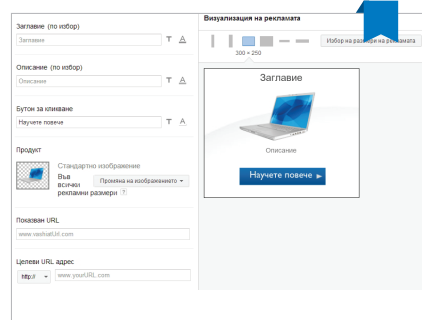 Заглавие (по избор)
Заглавие
Описание (по избор)
Описание
Бутон за кликване
Научете повече
Продукт
Стандартно изображение
Във всички рекламни размери ?
Промяна на изображението
Показван URL
www.vashiatUrl.com
Целеви URL адрес
http://
www.yourURL.com
Визуализация на рекламата
Избор на размери на рекламата
300 × 250
Заглавие
Описание
Научете повече